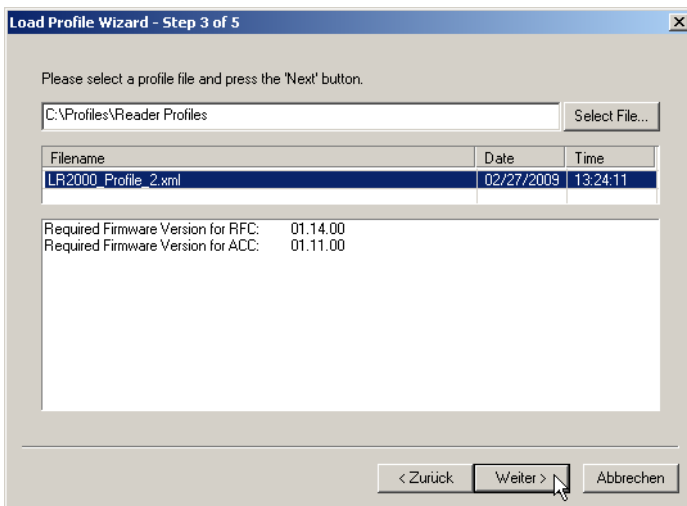 Load Profile Wizard - Step 3 of 5
Please select a profile file and press the 'Next' button.
C:\Profiles\Reader Profiles Select File...
Filename Date Time
LR2000_Profile_2.xml 02/27/2009 13:24:11
Required Firmware Version for RFC: 01.14.00
Required Firmware Version for ACC: 01.11.00
< Zurück Weiter > Abbrechen